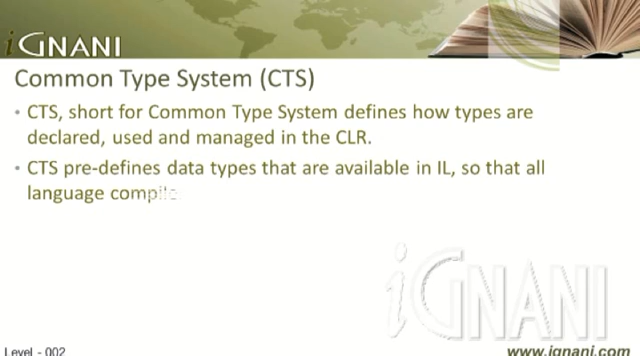 iGNANI
Common Type System (CTS)
• CTS, short for Common Type System defines how types are
declared, used and managed in the CLR.
• CTS pre-defines data types that are available in IL, so that all
language
iGNANI
Level - 002
www.ignani.com